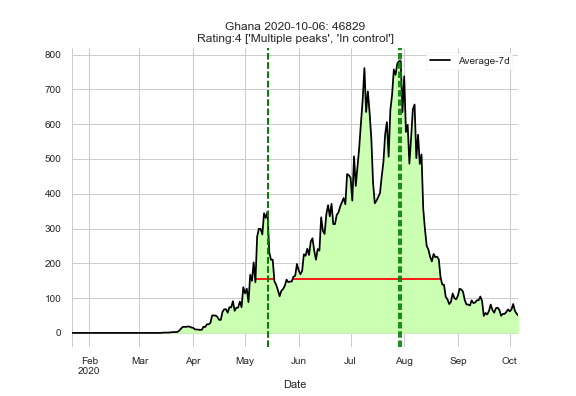 Ghana 2020-10-06: 46829
Rating:4 ['Multiple peaks', 'In control']
Average-7d
800
700
600
500
400
300
200
100
0
Feb
2020
Mar
Apr
May
Jun
Jul
Aug
Sep
Oct
Date